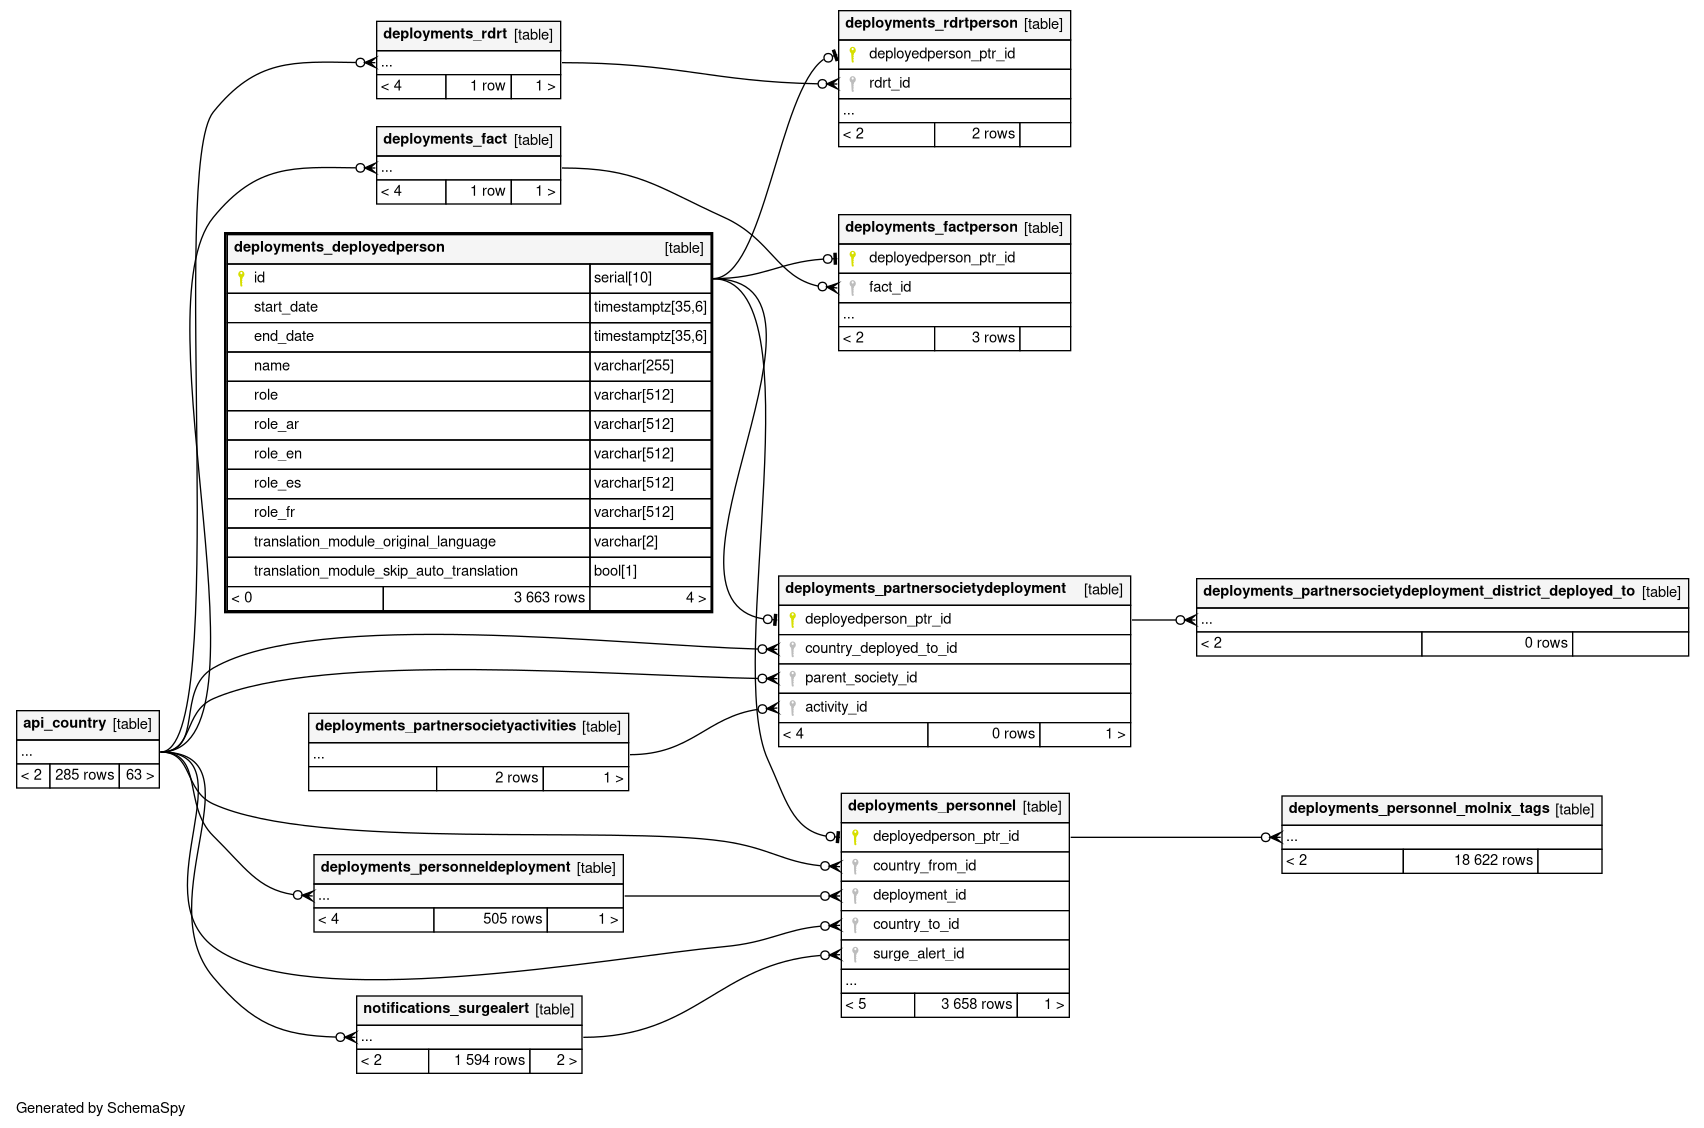 deployments_rdrt [table]
...
< 4 1 row 1 >
deployments_rdrtperson [table]
deployedperson_ptr_id
rdrt_id
...
< 2 2 rows
deployments_fact [table]
...
< 4 1 row 1 >
deployments_factperson [table]
deployedperson_ptr_id
fact_id
...
< 2 3 rows
deployments_deployedperson [table]
id serial[10]
start_date timestamptz[35,6]
end_date timestamptz[35,6]
name varchar[255]
role varchar[512]
role_ar varchar[512]
role_en varchar[512]
role_es varchar[512]
role_fr varchar[512]
translation_module_original_language varchar[2]
translation_module_skip_auto_translation bool[1]
< 0 3 663 rows 4 >
deployments_partnersocietydeployment [table]
deployedperson_ptr_id
country_deployed_to_id
parent_society_id
activity_id
< 4 0 rows 1 >
deployments_partnersocietydeployment_district_deployed_to [table]
...
< 2 0 rows
api_country [table]
...
< 2 285 rows 63 >
deployments_partnersocietyactivities [table]
...
2 rows 1 >
deployments_personnel [table]
deployedperson_ptr_id
country_from_id
deployment_id
country_to_id
surge_alert_id
...
< 5 3 658 rows 1 >
deployments_personnel_molnix_tags [table]
...
< 2 18 622 rows
deployments_personneldeployment [table]
...
< 4 505 rows 1 >
notifications_surgealert [table]
...
< 2 1 594 rows 2 >
Generated by SchemaSpy